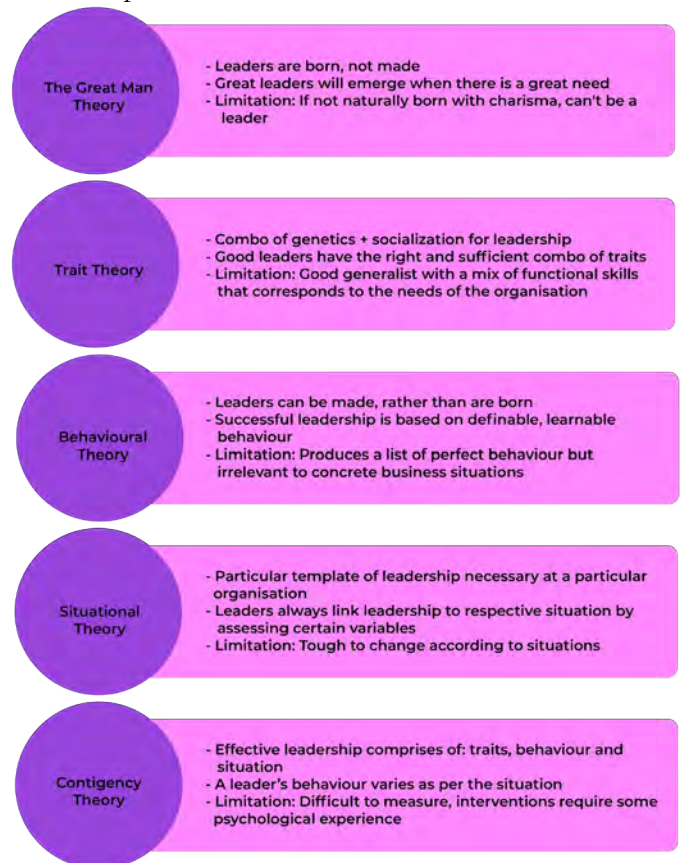 The Great Man
Theory
- Leaders are born, not made
- Great leaders will emerge when there is a great need
- Limitation: If not naturally born with charisma, can't be a
leader
Trait Theory
- Combo of genetics + socialization for leadership
- Good leaders have the right and sufficient combo of traits
- Limitation: Good generalist with a mix of functional skills
that corresponds to the needs of the organisation
Behavioural
Theory
- Leaders can be made, rather than are born
- Successful leadership is based on definable, learnable
behaviour
- Limitation: Produces a list of perfect behaviour but
irrelevant to concrete business situations
Situational
Theory
- Particular template of leadership necessary at a particular
organisation
- Leaders always link leadership to respective situation by
assessing certain variables
- Limitation: Tough to change according to situations
Contigency
Theory
- Effective leadership comprises of: traits, behaviour and
situation
- A leader's behaviour varies as per the situation
- Limitation: Difficult to measure, interventions require some
psychological experience